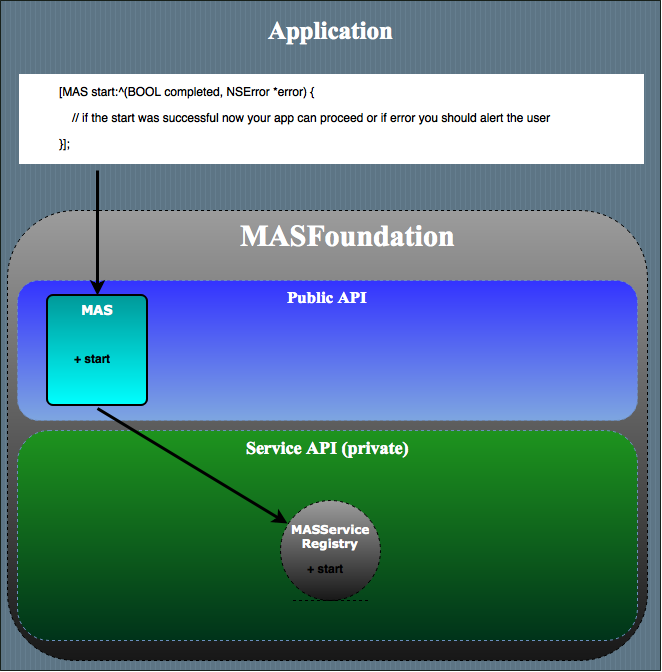 Application
[MAS start:^(BOOL completed, NSError *error) {
// if the start was successful now your app can proceed or if error you should alert the user
}];
MASFoundation
Public API
MAS
+ start
Service API (private)
MASService
Registry
+ start